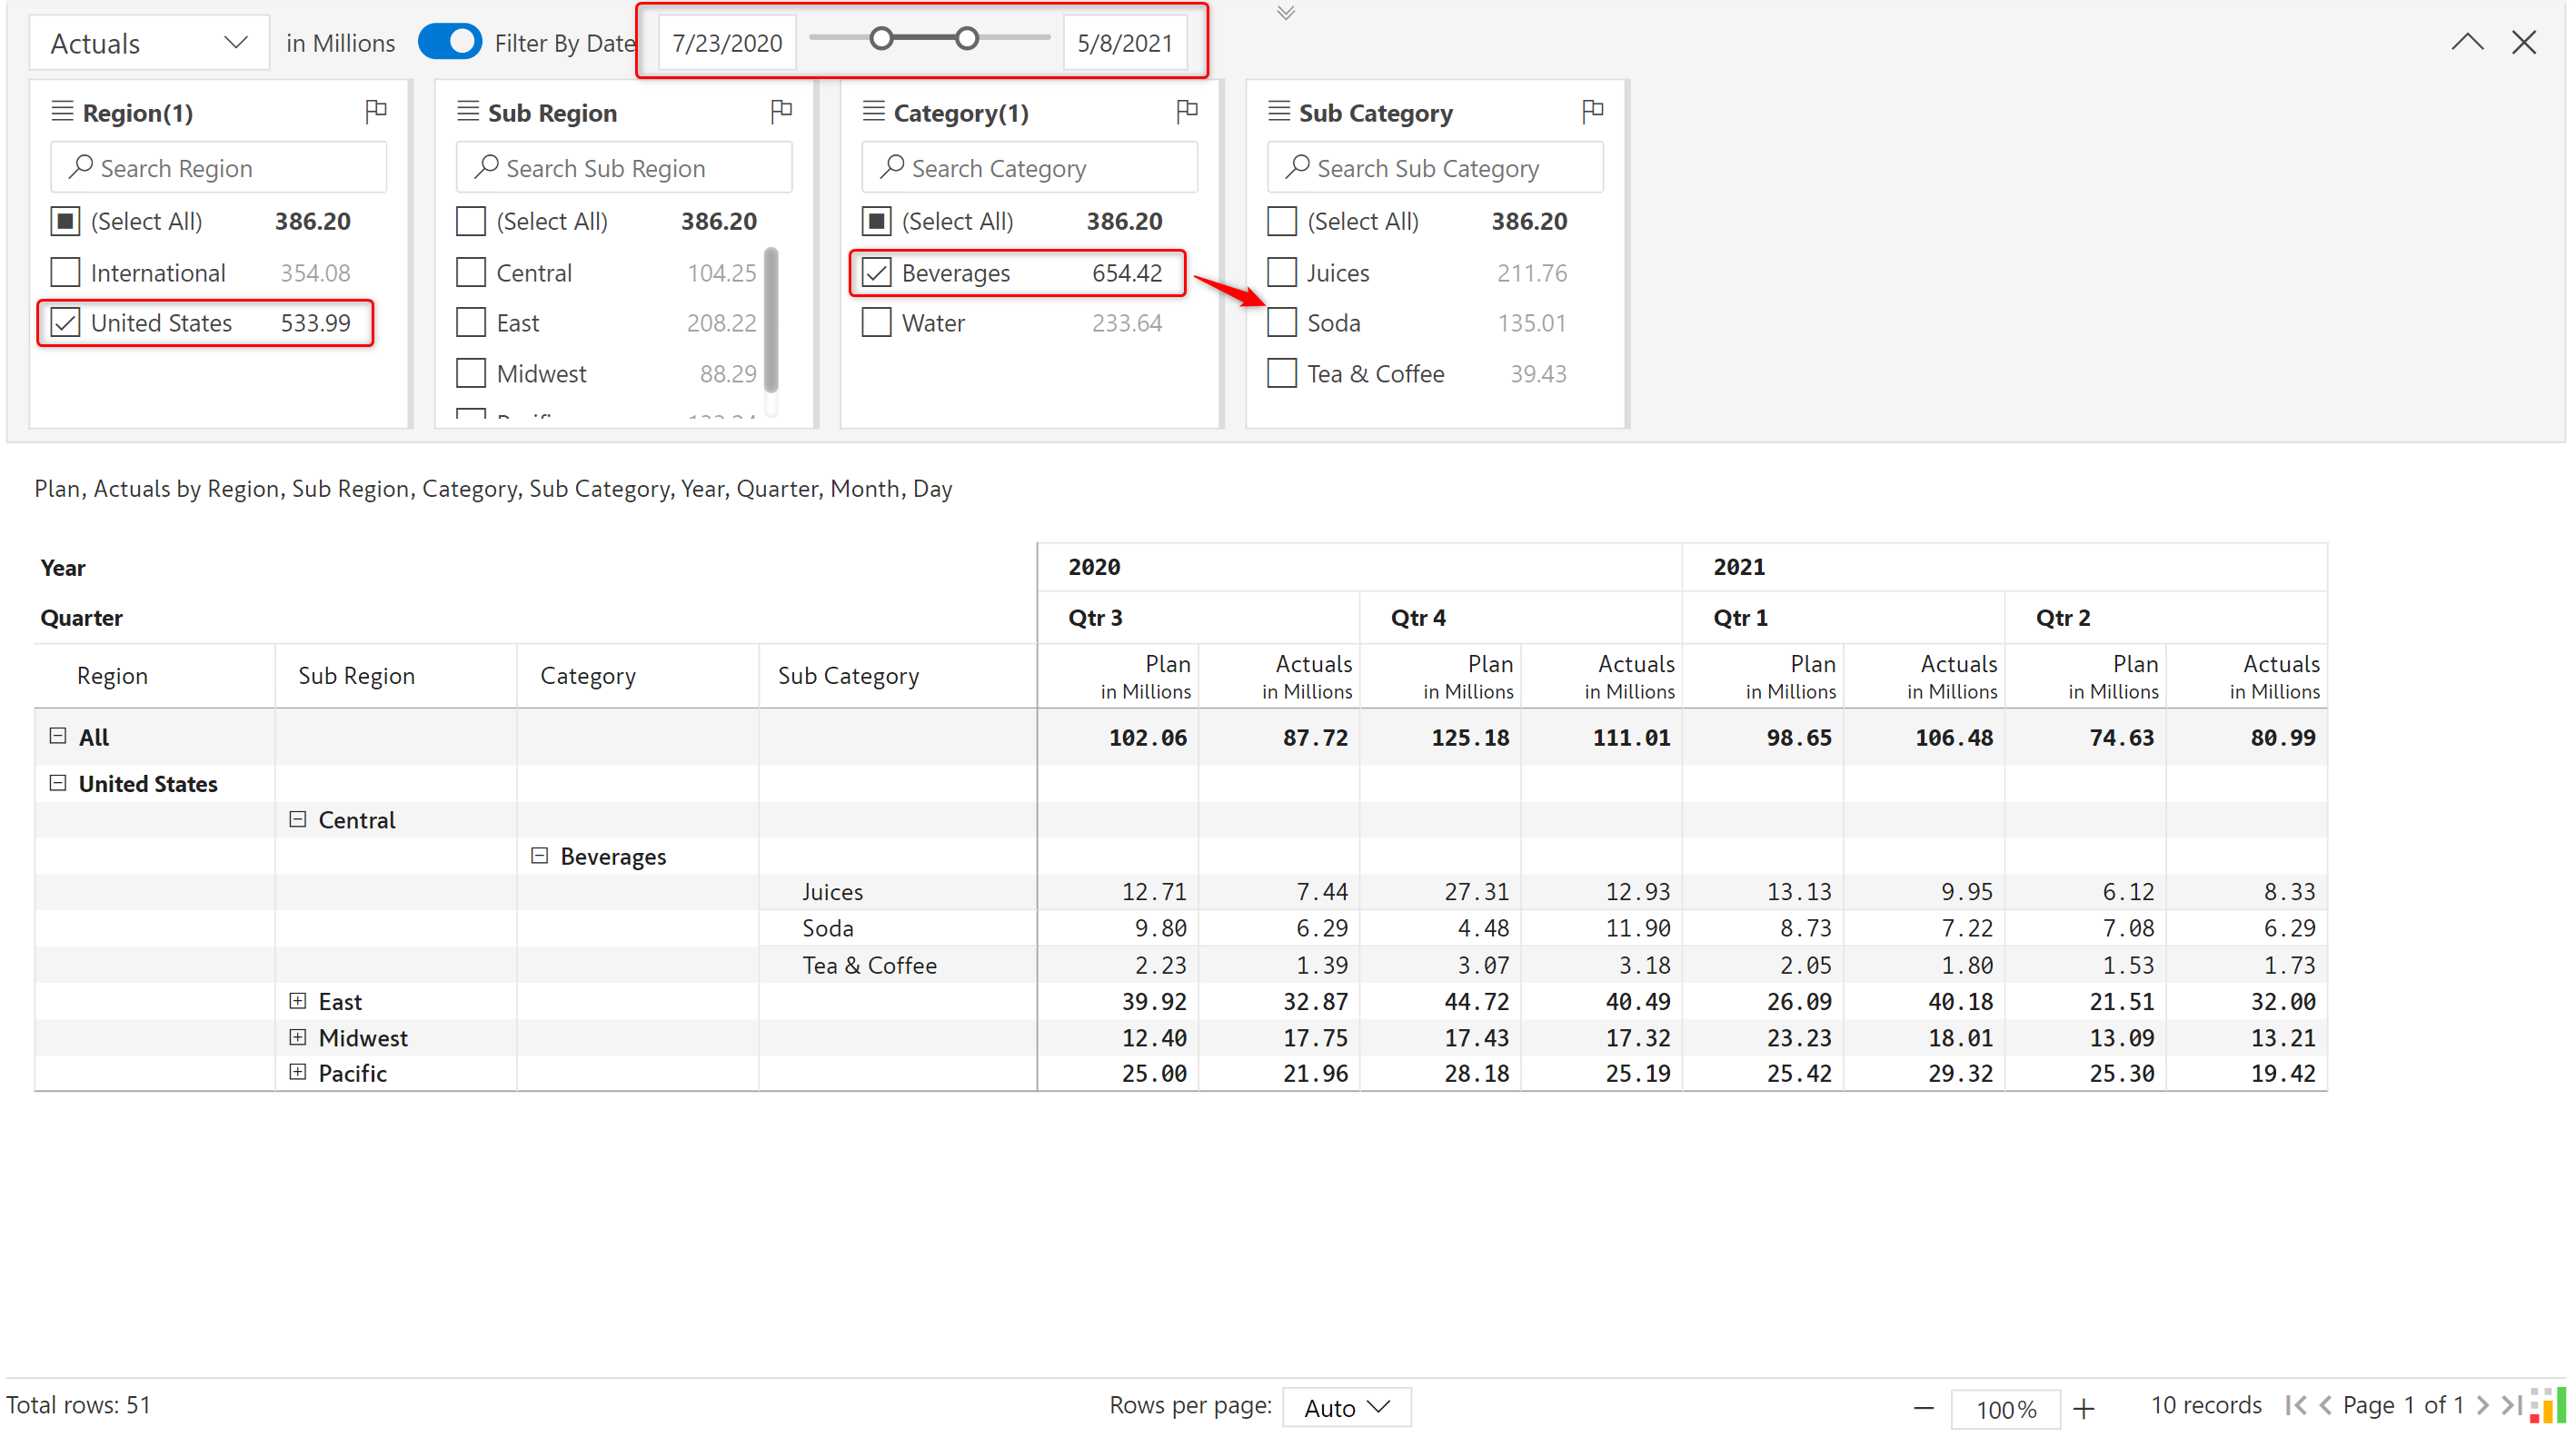 Actuals in Millions Filter By Date 7/23/2020 5/8/2021
Region(1) Sub Region Category(1) Sub Category
Search Region Search Sub Region Search Category Search Sub Category
(Select All) 386.20 (Select All) 386.20 (Select All) 386.20 (Select All) 386.20
International 354.08 Central 104.25 Beverages 654.42 Juices 211.76
United States 533.99 East 208.22 Water 233.64 Soda 135.01
Midwest 88.29 Tea & Coffee 39.43
Plan, Actuals by Region, Sub Region, Category, Sub Category, Year, Quarter, Month, Day
Year 2020 2021
Quarter Qtr 3 Qtr 4 Qtr 1 Qtr 2
Region Sub Region Category Sub Category Plan Actuals Plan Actuals Plan Actuals Plan Actuals
in Millions in Millions in Millions in Millions in Millions in Millions in Millions in Millions
All 102.06 87.72 125.18 111.01 98.65 106.48 74.63 80.99
United States
Central
Beverages
Juices 12.71 7.44 27.31 12.93 13.13 9.95 6.12 8.33
Soda 9.80 6.29 4.48 11.90 8.73 7.22 7.08 6.29
Tea & Coffee 2.23 1.39 3.07 3.18 2.05 1.80 1.53 1.73
East 39.92 32.87 44.72 40.49 26.09 40.18 21.51 32.00
Midwest 12.40 17.75 17.43 17.32 23.23 18.01 13.09 13.21
Pacific 25.00 21.96 28.18 25.19 25.42 29.32 25.30 19.42
Total rows: 51 Rows per page: Auto 100% 10 records Page 1 of 1